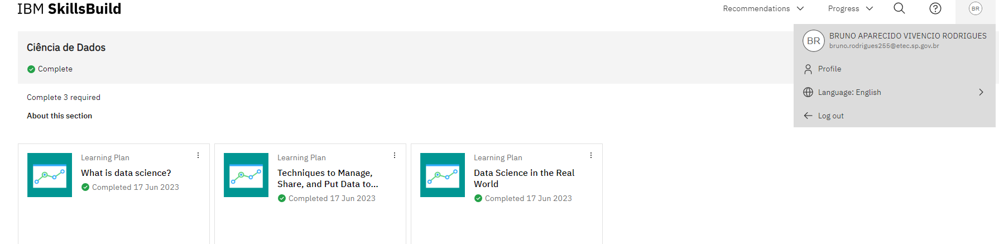 IBM SkillsBuild
Recommendations
Progress
BR
BR
BRUNO APARECIDO VIVENCIO RODRIGUES
bruno.rodrigues255@etec.sp.gov.br
Profile
Language: English
Log out
Ciência de Dados
Complete
Complete 3 required
About this section
Learning Plan
What is data science?
Completed 17 Jun 2023
Learning Plan
Techniques to Manage,
Share, and Put Data to...
Completed 17 Jun 2023
Learning Plan
Data Science in the Real
World
Completed 17 Jun 2023